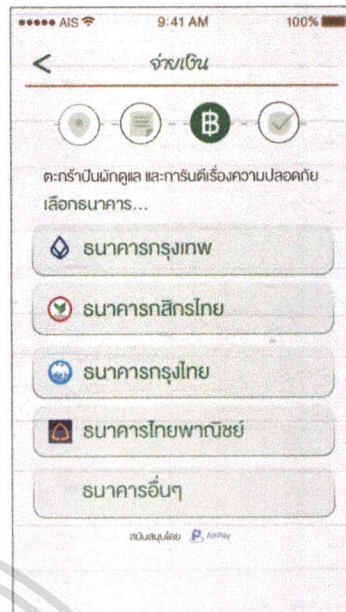 AIS 9:41 AM 100%
จ่ายเงิน
฿
ตะกร้าปันผักดูแล และการันตีเรื่องความปลอดภัย
เลือกธนาคาร...
ธนาคารกรุงเทพ
ธนาคารกสิกรไทย
ธนาคารกรุงไทย
ธนาคารไทยพาณิชย์
ธนาคารอื่นๆ
สนับสนุนโดย AirPay